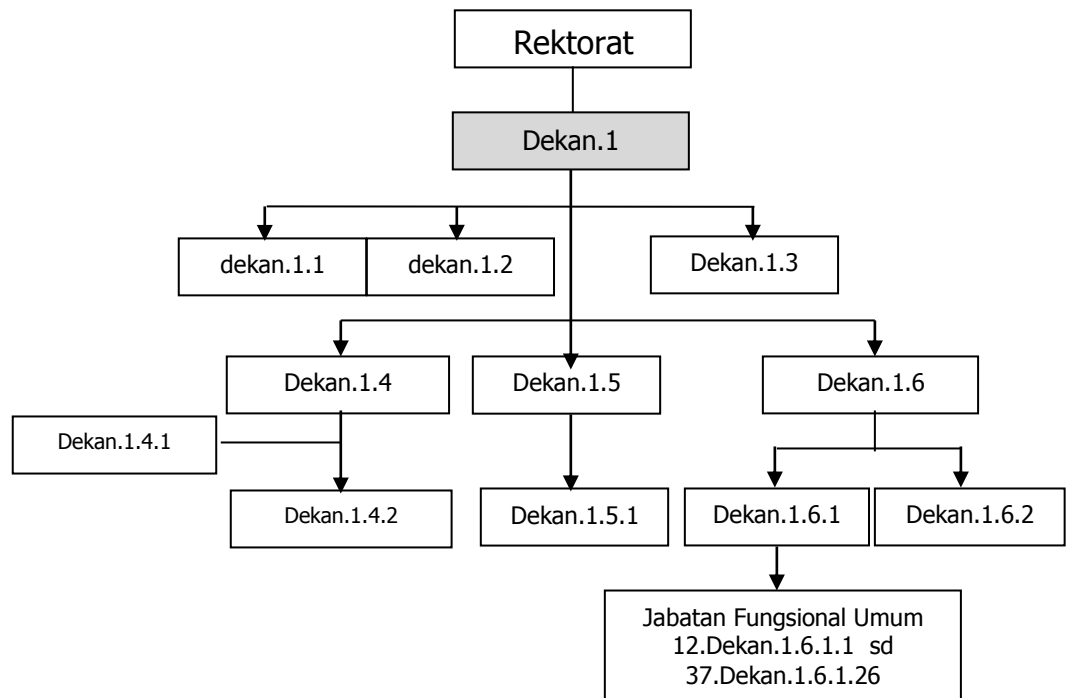 Rektorat
Dekan.1
dekan.1.1
dekan.1.2
Dekan.1.3
Dekan.1.4
Dekan.1.5
Dekan.1.6
Dekan.1.4.1
Dekan.1.4.2
Dekan.1.5.1
Dekan.1.6.1
Dekan.1.6.2
Jabatan Fungsional Umum
12.Dekan.1.6.1.1 sd
37.Dekan.1.6.1.26